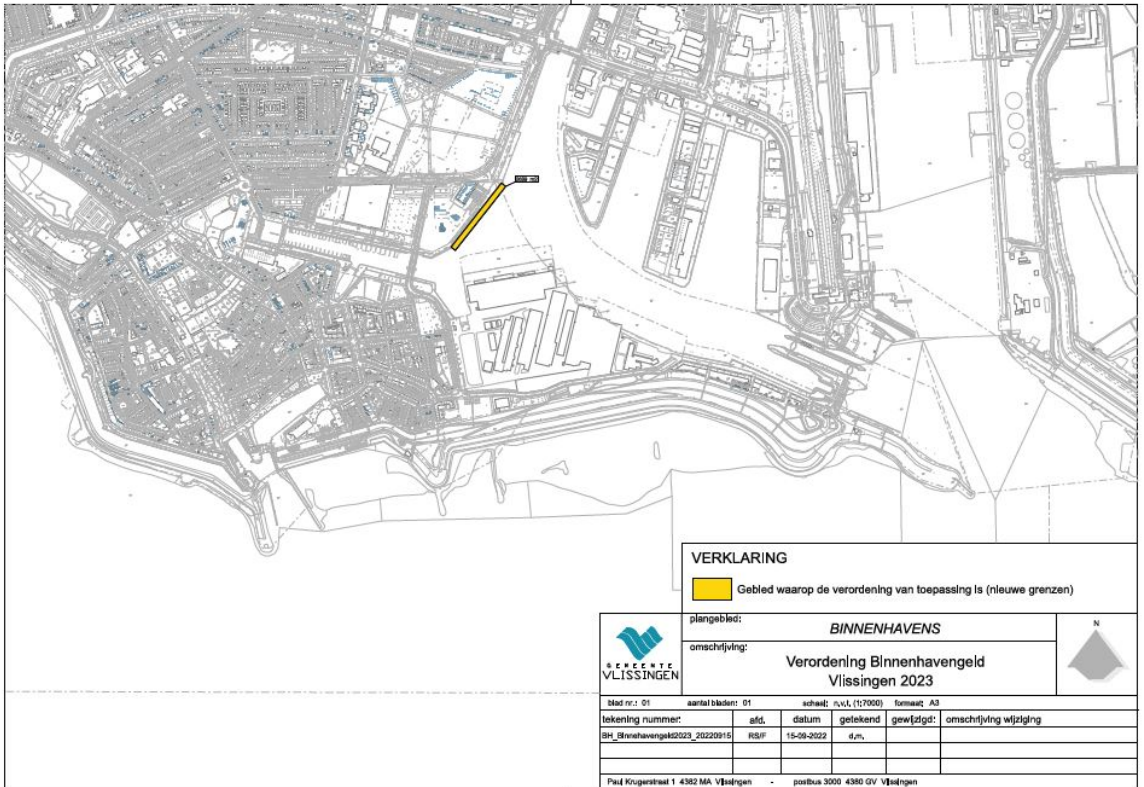 VERKLARING
Gebied waarop de verordening van toepassing is (nieuwe grenzen)
GEMEENTE
VLISSINGEN
plangebied:
BINNENHAVENS
omschrijving:
Verordening Binnenhavengeld
Vlissingen 2023
N
blad nr.: 01 aantal bladen: 01 schaal: n.v.t. (1:7000) formaat: A3
tekening nummer: afd. datum getekend gewijzigd: omschrijving wijziging
BH_Binnehavengeld2023_20220915 RS/F 15-09-2022 d.m.
Paul Krugerstraat 1 4382 MA Vlissingen - postbus 3000 4380 GV Vlissingen